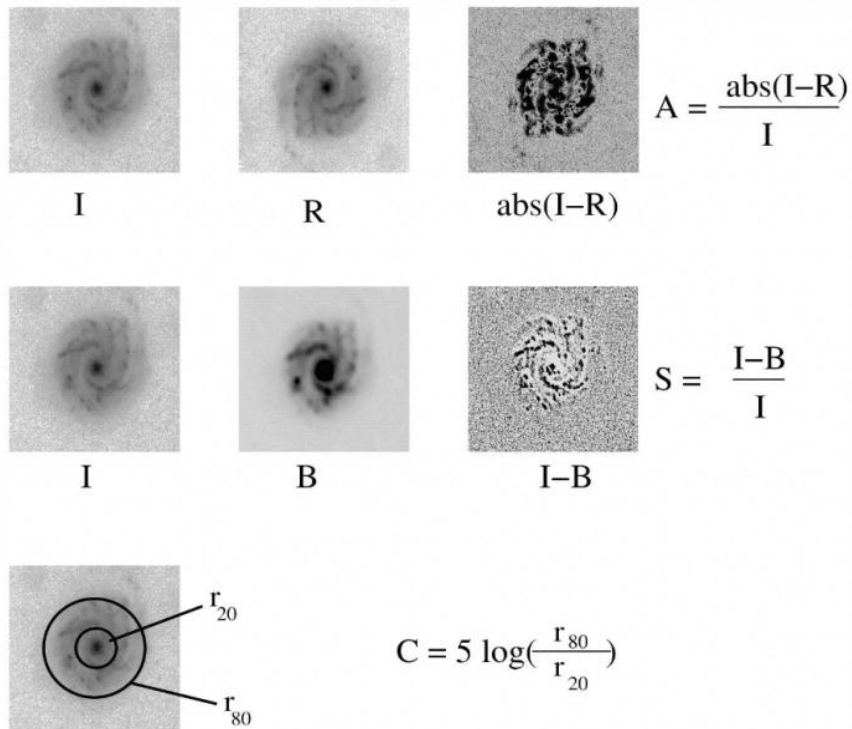 I
R
abs(I–R)
A = abs(I–R) / I
I
B
I–B
S = I–B / I
r20
r80
C = 5 log(r80 / r20)